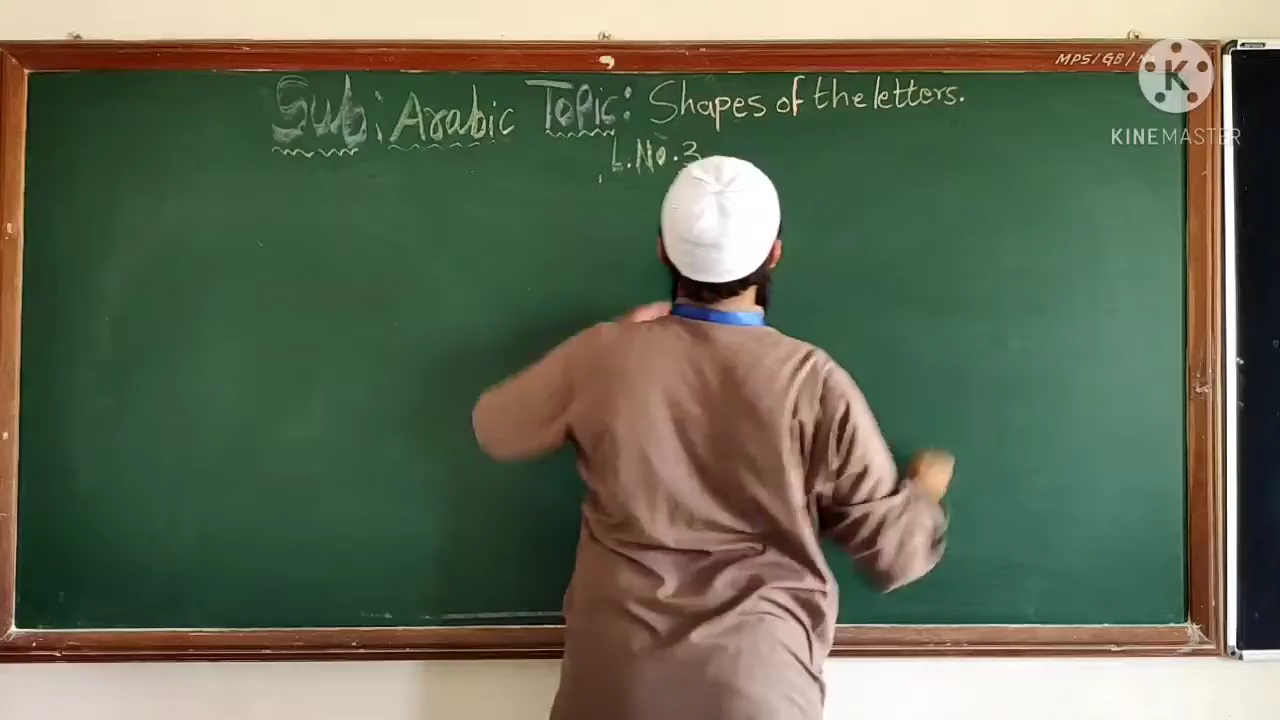 Sub: Arabic Topic: Shapes of the letters.
L.No.3
MPS/GB/
K
KINEMASTER